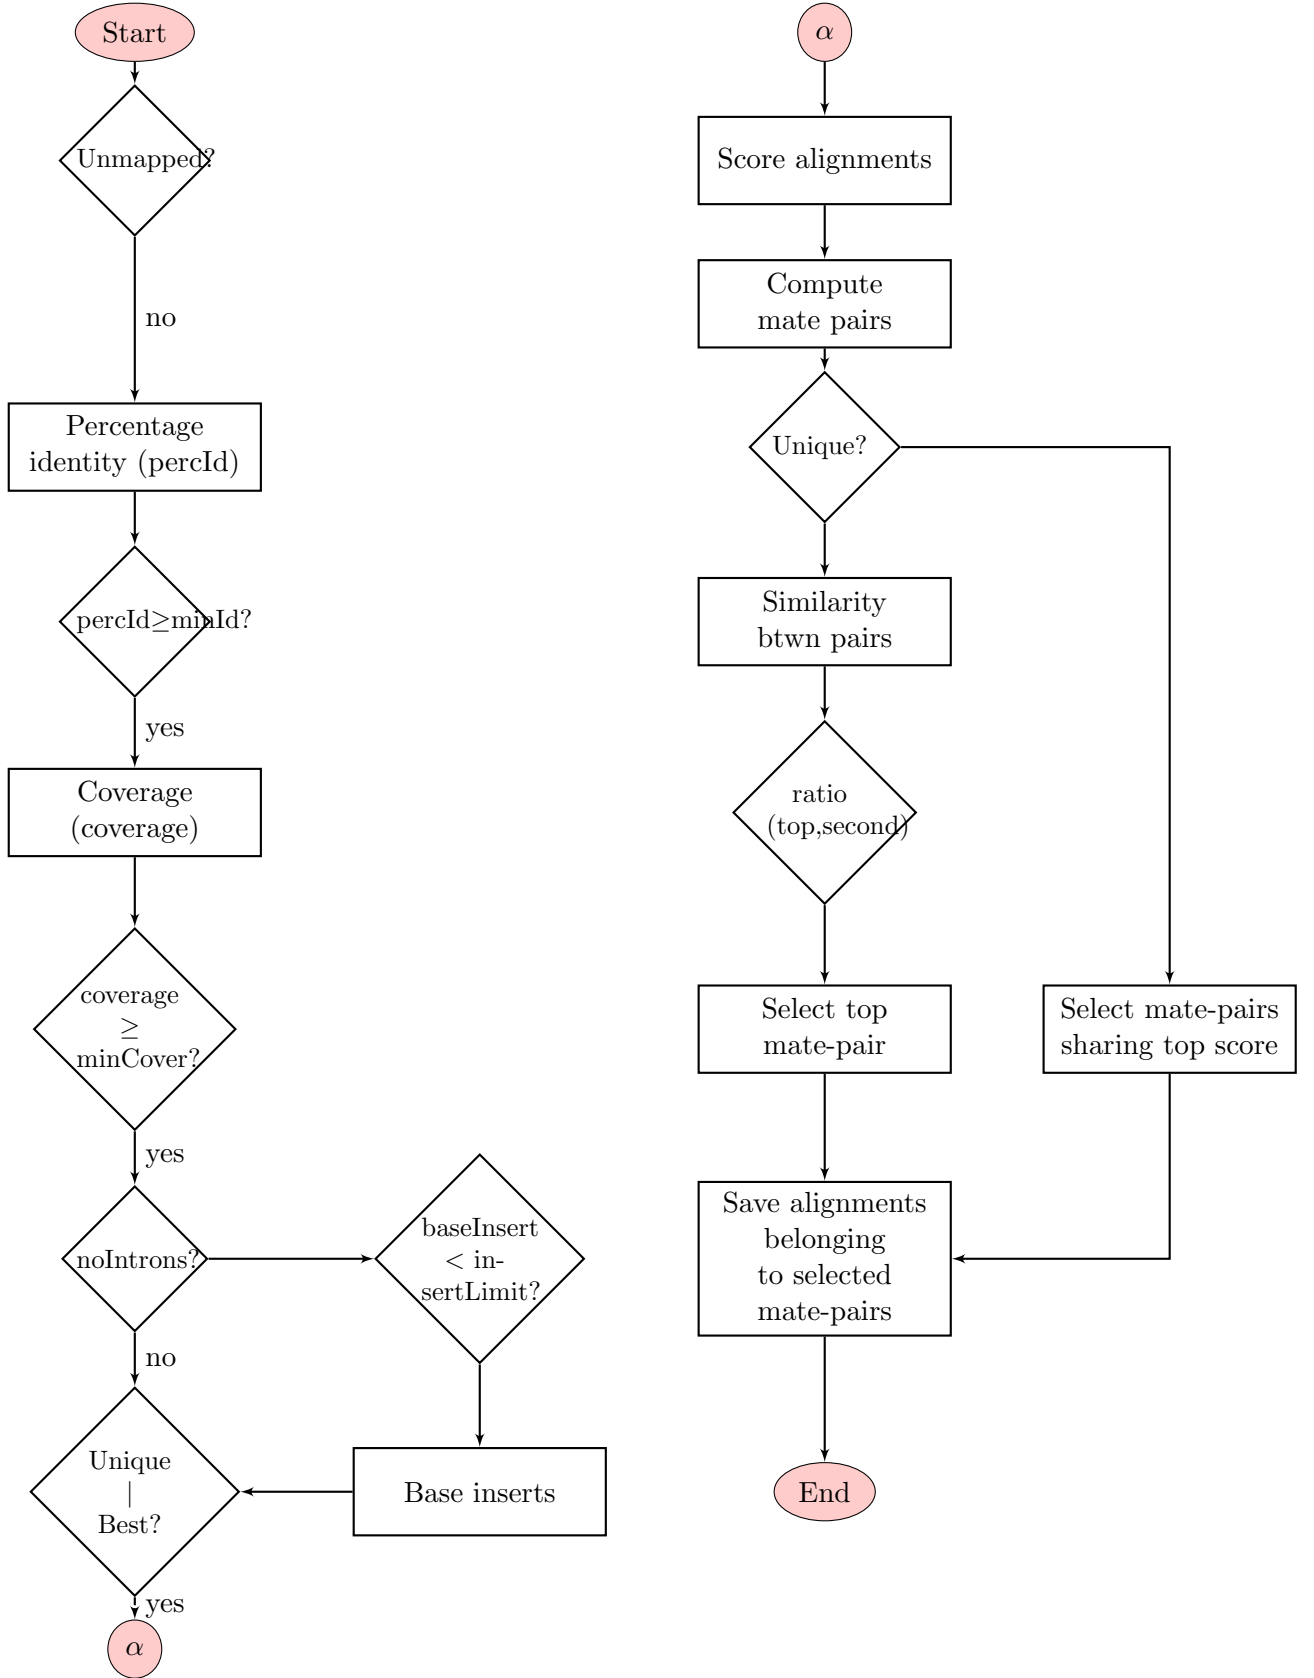 Start
Unmapped?
no
Percentage
identity (percId)
percId≥minId?
yes
Coverage
(coverage)
coverage
≥
minCover?
yes
noIntrons?
baseInsert
< in-
sertLimit?
no
Unique
|
Best?
Base inserts
yes
α
α
Score alignments
Compute
mate pairs
Unique?
Similarity
btwn pairs
ratio
(top,second)
Select top
mate-pair
Select mate-pairs
sharing top score
Save alignments
belonging
to selected
mate-pairs
End